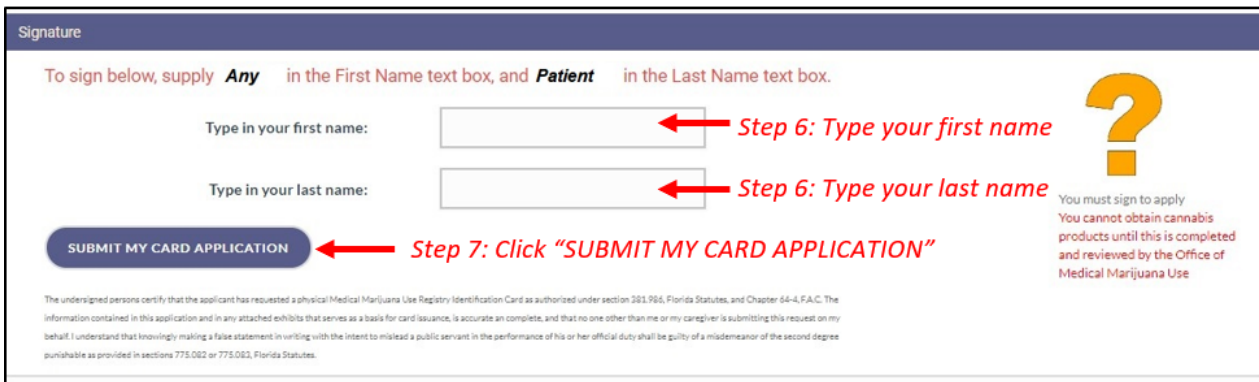 Signature
To sign below, supply Any in the First Name text box, and Patient in the Last Name text box.
Type in your first name:
Step 6: Type your first name
Type in your last name:
Step 6: Type your last name
SUBMIT MY CARD APPLICATION
Step 7: Click “SUBMIT MY CARD APPLICATION”
?
You must sign to apply
You cannot obtain cannabis
products until this is completed
and reviewed by the Office of
Medical Marijuana Use
The undersigned persons certify that the applicant has requested a physical Medical Marijuana Use Registry Identification Card as authorized under section 381.986, Florida Statutes, and Chapter 64-4, F.A.C. The
information contained in this application and in any attached exhibits that serves as a basis for card issuance, is accurate an complete, and that no one other than me or my caregiver is submitting this request on my
behalf. I understand that knowingly making a false statement in writing with the intent to mislead a public servant in the performance of his or her official duty shall be guilty of a misdemeanor of the second degree
punishable as provided in sections 775.082 or 775.083, Florida Statutes.